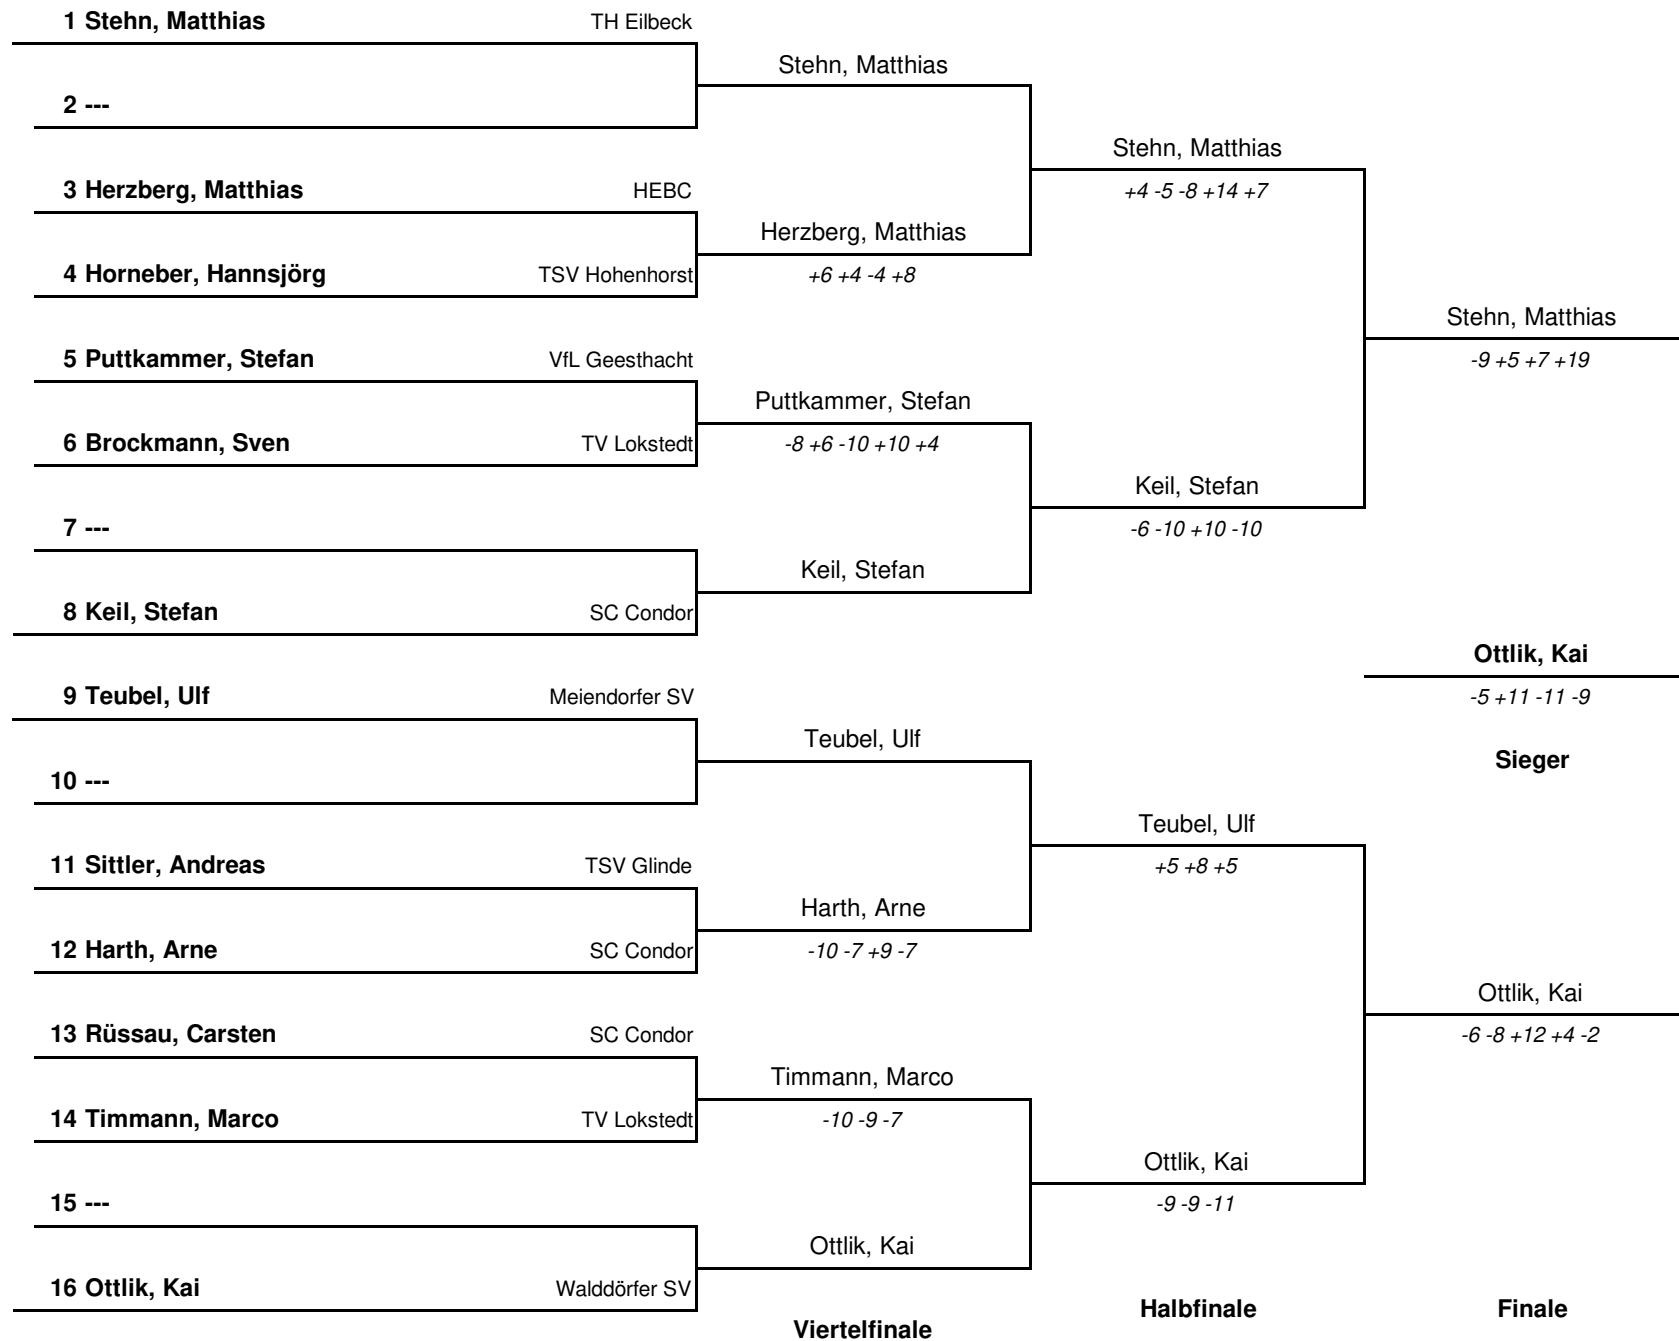 1 Stehn, Matthias TH Eilbeck
Stehn, Matthias
2 ---
Stehn, Matthias
3 Herzberg, Matthias HEBC +4 -5 -8 +14 +7
Herzberg, Matthias
4 Horneber, Hannsjörg TSV Hohenhorst +6 +4 -4 +8
Stehn, Matthias
5 Puttkammer, Stefan VfL Geesthacht -9 +5 +7 +19
Puttkammer, Stefan
6 Brockmann, Sven TV Lokstedt -8 +6 -10 +10 +4
Keil, Stefan
7 --- -6 -10 +10 -10
Keil, Stefan
8 Keil, Stefan SC Condor
Ottlik, Kai
9 Teubel, Ulf Meiendorfer SV -5 +11 -11 -9
Teubel, Ulf
Sieger
10 ---
Teubel, Ulf
11 Sittler, Andreas TSV Glinde +5 +8 +5
Harth, Arne
12 Harth, Arne SC Condor -10 -7 +9 -7
Ottlik, Kai
13 Rüssau, Carsten SC Condor -6 -8 +12 +4 -2
Timmann, Marco
14 Timmann, Marco TV Lokstedt -10 -9 -7
Ottlik, Kai
15 --- -9 -9 -11
Ottlik, Kai
16 Ottlik, Kai Walddörfer SV
Halbfinale Finale
Viertelfinale